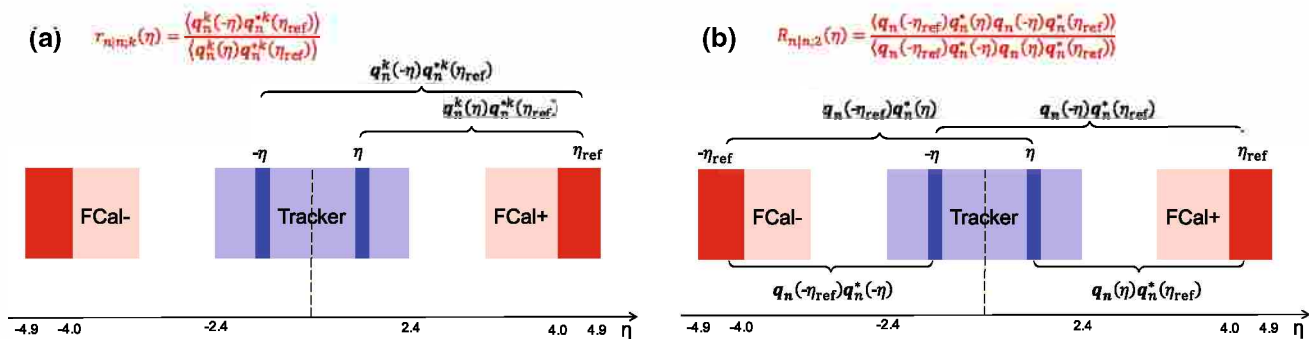 (a) r_{n|n;k}(η) = ⟨q_n^k(-η)q_n^{*k}(η_ref)⟩ / ⟨q_n^k(η)q_n^{*k}(η_ref)⟩
q_n^k(-η)q_n^{*k}(η_ref)
q_n^k(η)q_n^{*k}(η_ref)
-η η η_ref
FCal- Tracker FCal+
-4.9 -4.0 -2.4 2.4 4.0 4.9 η
(b) R_{n|n;2}(η) = ⟨q_n(-η_ref)q_n^*(η)q_n(-η)q_n^*(η_ref)⟩ / ⟨q_n(-η_ref)q_n^*(-η)q_n(η)q_n^*(η_ref)⟩
q_n(-η_ref)q_n^*(η) q_n(-η)q_n^*(η_ref)
-η_ref -η η η_ref
FCal- Tracker FCal+
q_n(-η_ref)q_n^*(-η) q_n(η)q_n^*(η_ref)
-4.9 -4.0 -2.4 2.4 4.0 4.9 η